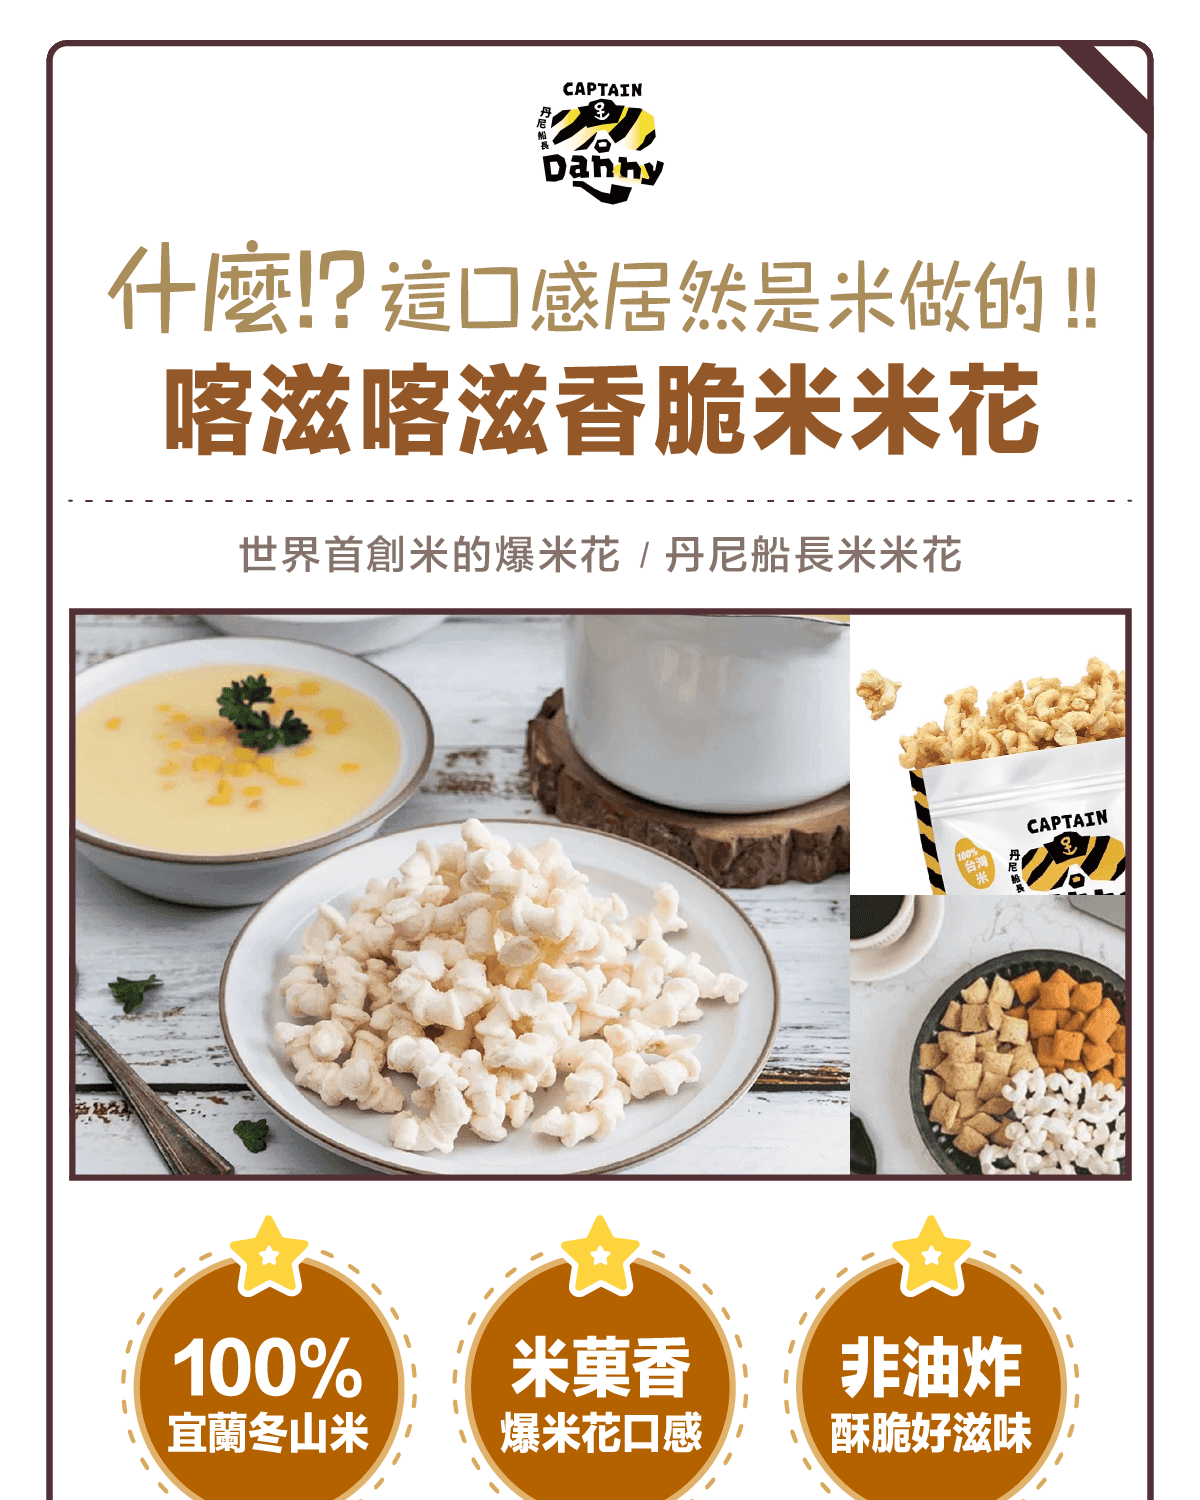 CAPTAIN
丹尼船長
Danny
什麼!?這口感居然是米做的!!
喀滋喀滋香脆米米花
世界首創米的爆米花 / 丹尼船長米米花
CAPTAIN
丹尼船長
100%
台灣
米
100%
宜蘭冬山米
米菓香
爆米花口感
非油炸
酥脆好滋味